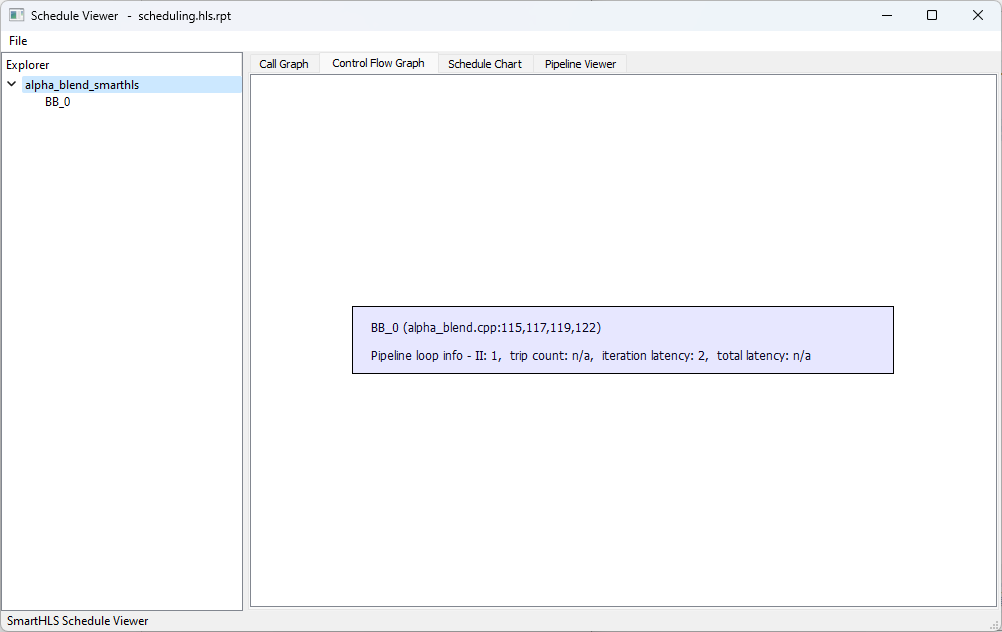 Schedule Viewer - scheduling.hls.rpt
File
Explorer
alpha_blend_smarthls
BB_0
Call Graph
Control Flow Graph
Schedule Chart
Pipeline Viewer
BB_0 (alpha_blend.cpp:115,117,119,122)
Pipeline loop info - II: 1, trip count: n/a, iteration latency: 2, total latency: n/a
SmartHLS Schedule Viewer